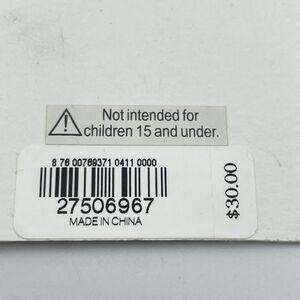 Not intended for
children 15 and under.
8 76 00769371 0411 0000
27506967
MADE IN CHINA
$30.00